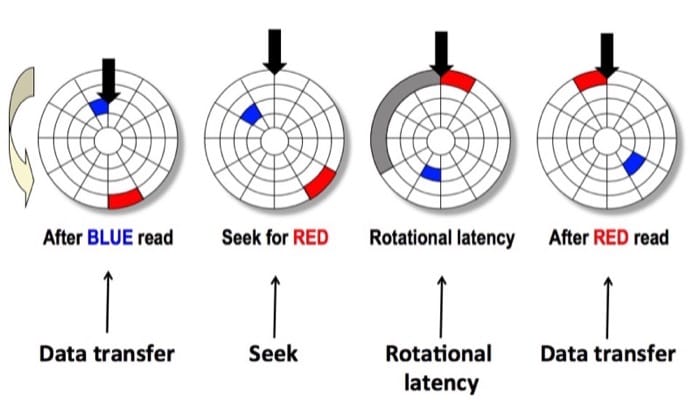 After BLUE read
Seek for RED
Rotational latency
After RED read
Data transfer
Seek
Rotational
latency
Data transfer